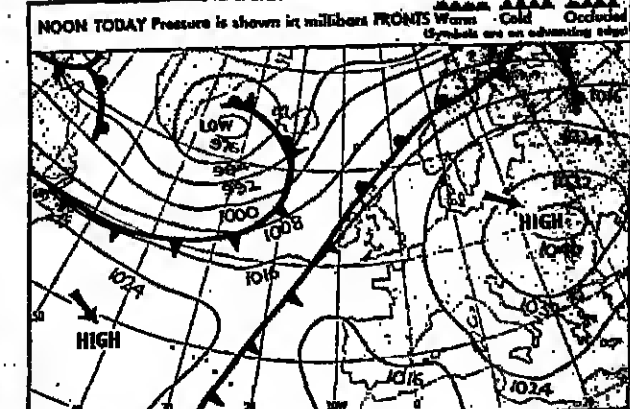 NOON TODAY Pressure is shown in millibars FRONTS Warm Cold Occluded
(Symbols are on advancing edge)
LOW
976
984
992
1000
1008
1016
1024
HIGH
1016
1024
1032
HIGH
1024
1016